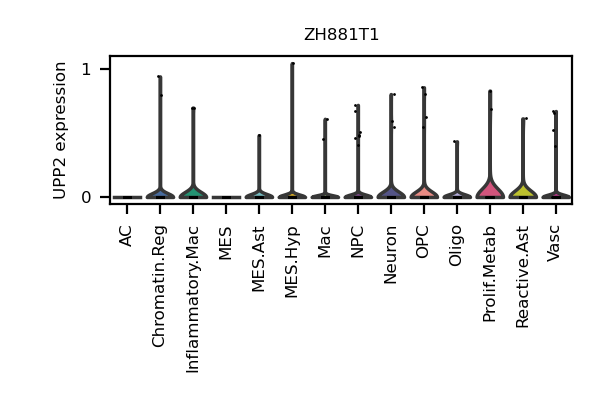 ZH881T1
UPP2 expression
1
0
AC
Chromatin.Reg
Inflammatory.Mac
MES
MES.Ast
MES.Hyp
Mac
NPC
Neuron
OPC
Oligo
Prolif.Metab
Reactive.Ast
Vasc